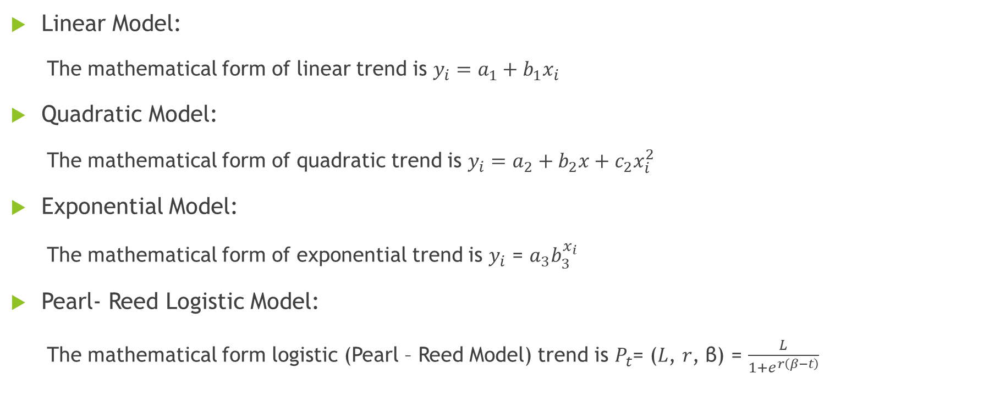 ▶ Linear Model:
The mathematical form of linear trend is $y_i = a_1 + b_1 x_i$
▶ Quadratic Model:
The mathematical form of quadratic trend is $y_i = a_2 + b_2 x + c_2 x_i^2$
▶ Exponential Model:
The mathematical form of exponential trend is $y_i = a_3 b_3^{x_i}$
▶ Pearl- Reed Logistic Model:
The mathematical form logistic (Pearl – Reed Model) trend is $P_t = (L, r, β) = \frac{L}{1+e^{r(β-t)}}$